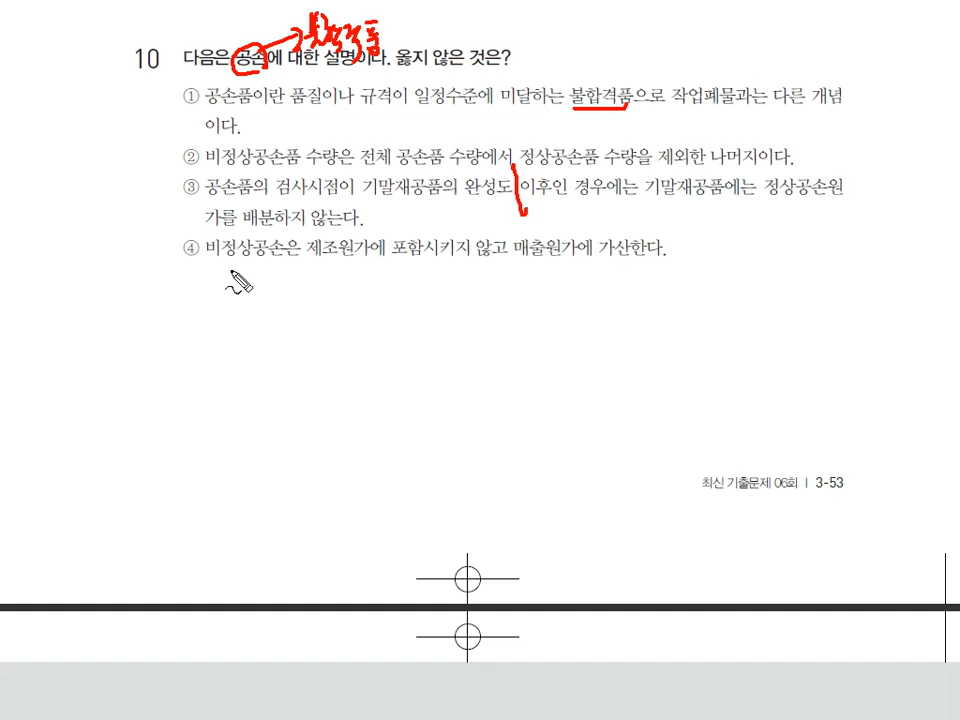 불합격품
10 다음은 공손에 대한 설명이다. 옳지 않은 것은?
① 공손품이란 품질이나 규격이 일정수준에 미달하는 불합격품으로 작업폐물과는 다른 개념
이다.
② 비정상공손품 수량은 전체 공손품 수량에서 정상공손품 수량을 제외한 나머지이다.
③ 공손품의 검사시점이 기말재공품의 완성도 이후인 경우에는 기말재공품에는 정상공손원
가를 배분하지 않는다.
④ 비정상공손은 제조원가에 포함시키지 않고 매출원가에 가산한다.
최신 기출문제 06회 | 3-53